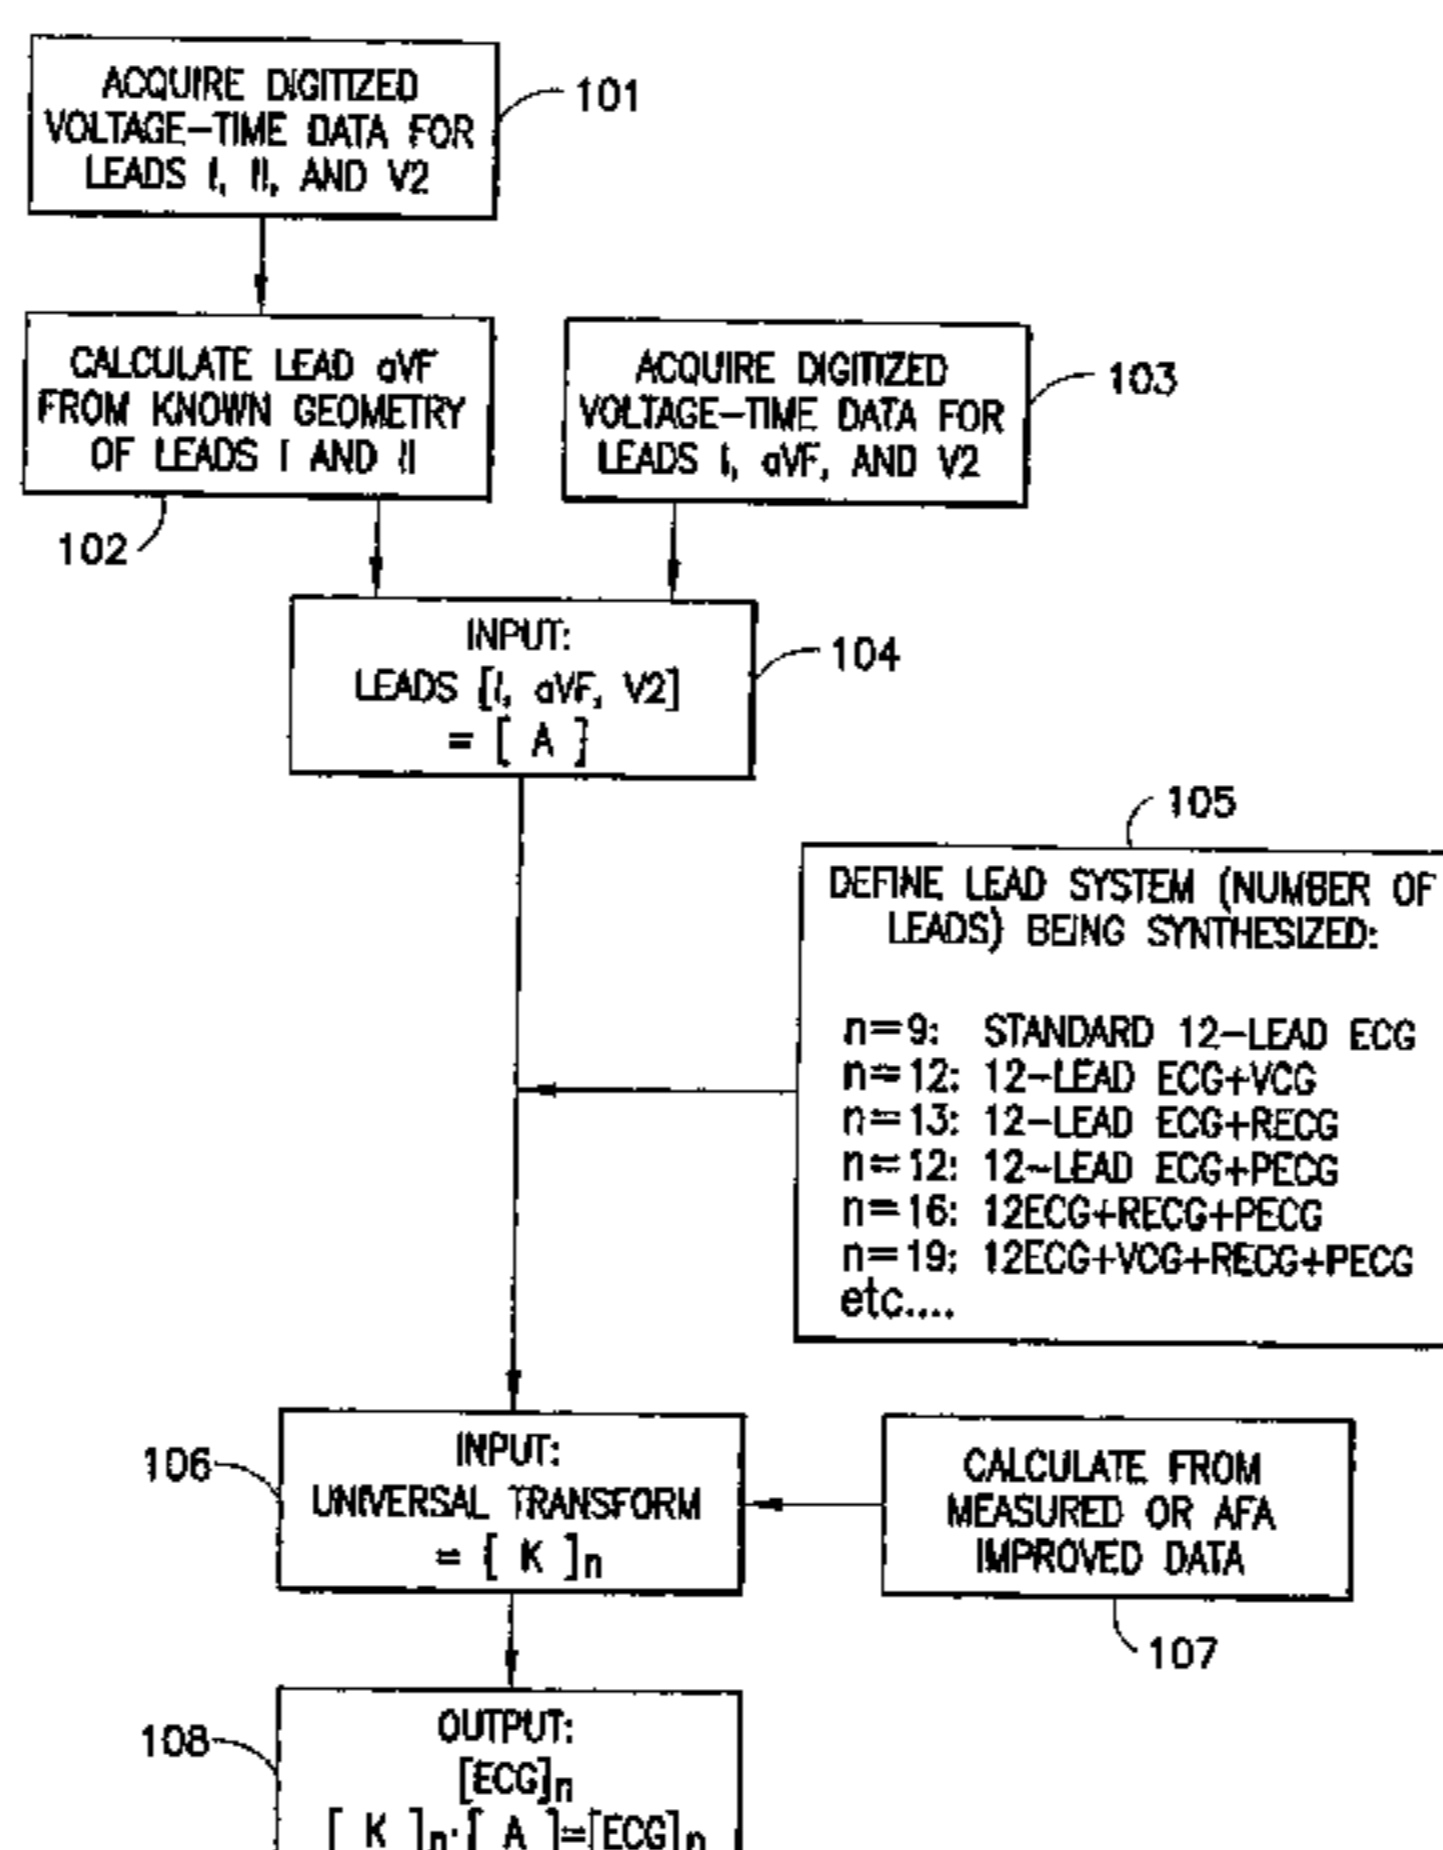 ACQUIRE DIGITIZED
VOLTAGE-TIME DATA FOR
LEADS I, II, AND V2
101
CALCULATE LEAD aVF
FROM KNOWN GEOMETRY
OF LEADS I AND II
102
ACQUIRE DIGITIZED
VOLTAGE-TIME DATA FOR
LEADS I, aVF, AND V2
103
INPUT:
LEADS [I, aVF, V2]
= [ A ]
104
105
DEFINE LEAD SYSTEM (NUMBER OF
LEADS) BEING SYNTHESIZED:
n=9: STANDARD 12-LEAD ECG
n=12: 12-LEAD ECG+VCG
n=13: 12-LEAD ECG+RECG
n=12: 12-LEAD ECG+PECG
n=16: 12ECG+RECG+PECG
n=19: 12ECG+VCG+RECG+PECG
etc....
106
INPUT:
UNIVERSAL TRANSFORM
= [ K ]n
CALCULATE FROM
MEASURED OR AFA
IMPROVED DATA
107
108
OUTPUT:
[ECG]n
[ K ]n·[ A ]=[ECG]n